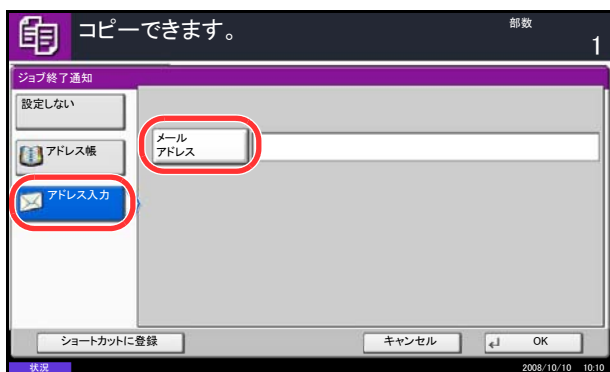 コピーできます。
部数
1
ジョブ終了通知
設定しない
アドレス帳
アドレス入力
メール
アドレス
ショートカットに登録
キャンセル
OK
状況
2008/10/10 10:10